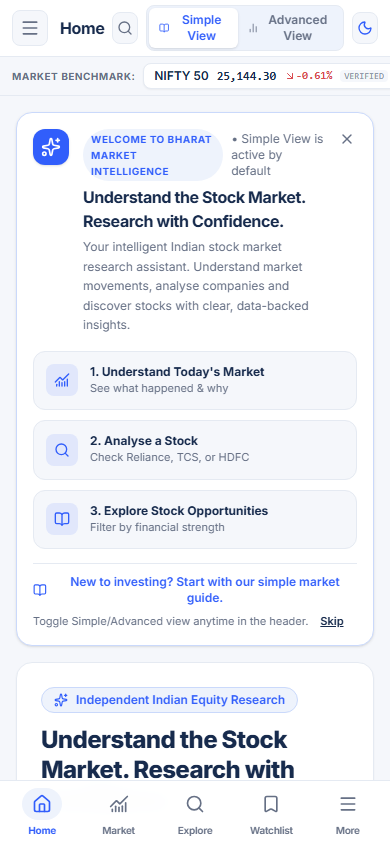 Home
Simple
View
Advanced
View
MARKET BENCHMARK:
NIFTY 50 25,144.30 -0.61% VERIFIED
WELCOME TO BHARAT
MARKET
INTELLIGENCE
• Simple View is
active by
default
Understand the Stock Market.
Research with Confidence.
Your intelligent Indian stock market
research assistant. Understand market
movements, analyse companies and
discover stocks with clear, data-backed
insights.
1. Understand Today's Market
See what happened & why
2. Analyse a Stock
Check Reliance, TCS, or HDFC
3. Explore Stock Opportunities
Filter by financial strength
New to investing? Start with our simple market
guide.
Toggle Simple/Advanced view anytime in the header. Skip
Independent Indian Equity Research
Understand the Stock
Market. Research with
Home
Market
Explore
Watchlist
More